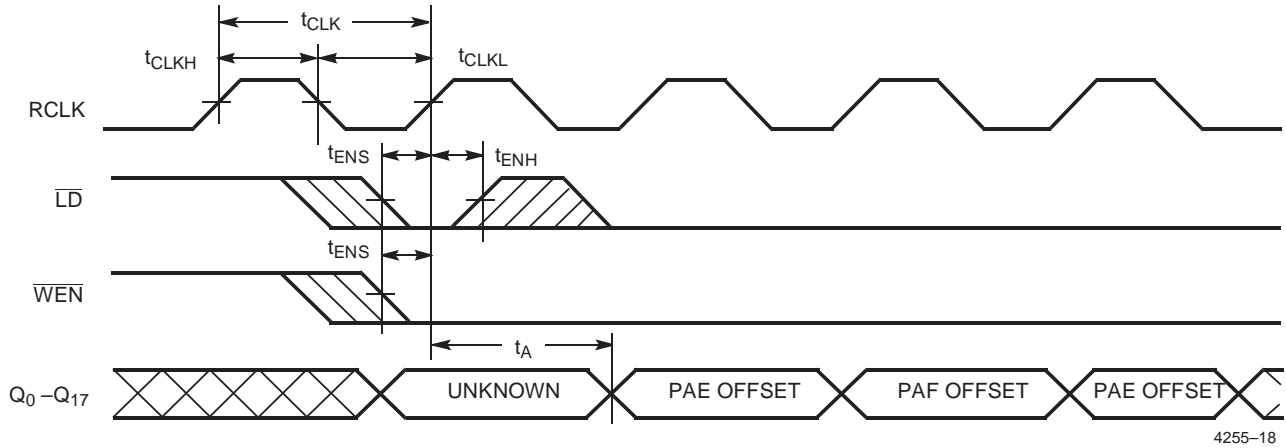 tCLK
tCLKH
tCLKL
RCLK
tENS
tENH
LD
tENS
WEN
tA
Q0 –Q17
UNKNOWN
PAE OFFSET
PAF OFFSET
PAE OFFSET
4255–18